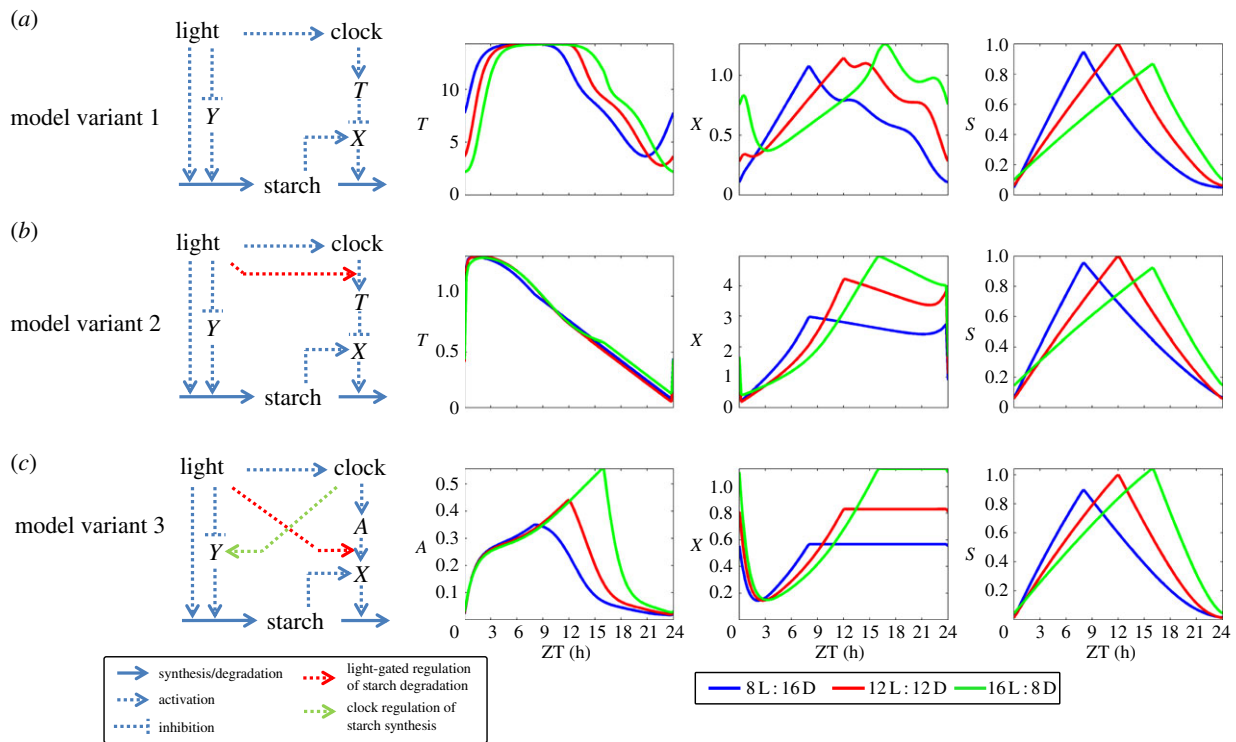 (a)
light
clock
T
Y
X
starch
model variant 1
10
5
0
T
1.0
0.5
0
X
1.0
0.8
0.6
0.4
0.2
0
S
(b)
light
clock
T
Y
X
starch
model variant 2
1.0
0.5
0
T
4
3
2
1
0
X
1.0
0.8
0.6
0.4
0.2
0
S
(c)
light
clock
A
Y
X
starch
model variant 3
0.5
0.4
0.3
0.2
0.1
0
A
0 3 6 9 12 15 18 21 24
ZT (h)
1.2
1.0
0.8
0.6
0.4
0.2
X
0 3 6 9 12 15 18 21 24
ZT (h)
1.0
0.8
0.6
0.4
0.2
S
0 3 6 9 12 15 18 21 24
ZT (h)
synthesis/degradation
activation
inhibition
light-gated regulation
of starch degradation
clock regulation of
starch synthesis
8 L : 16 D 12 L : 12 D 16 L : 8 D